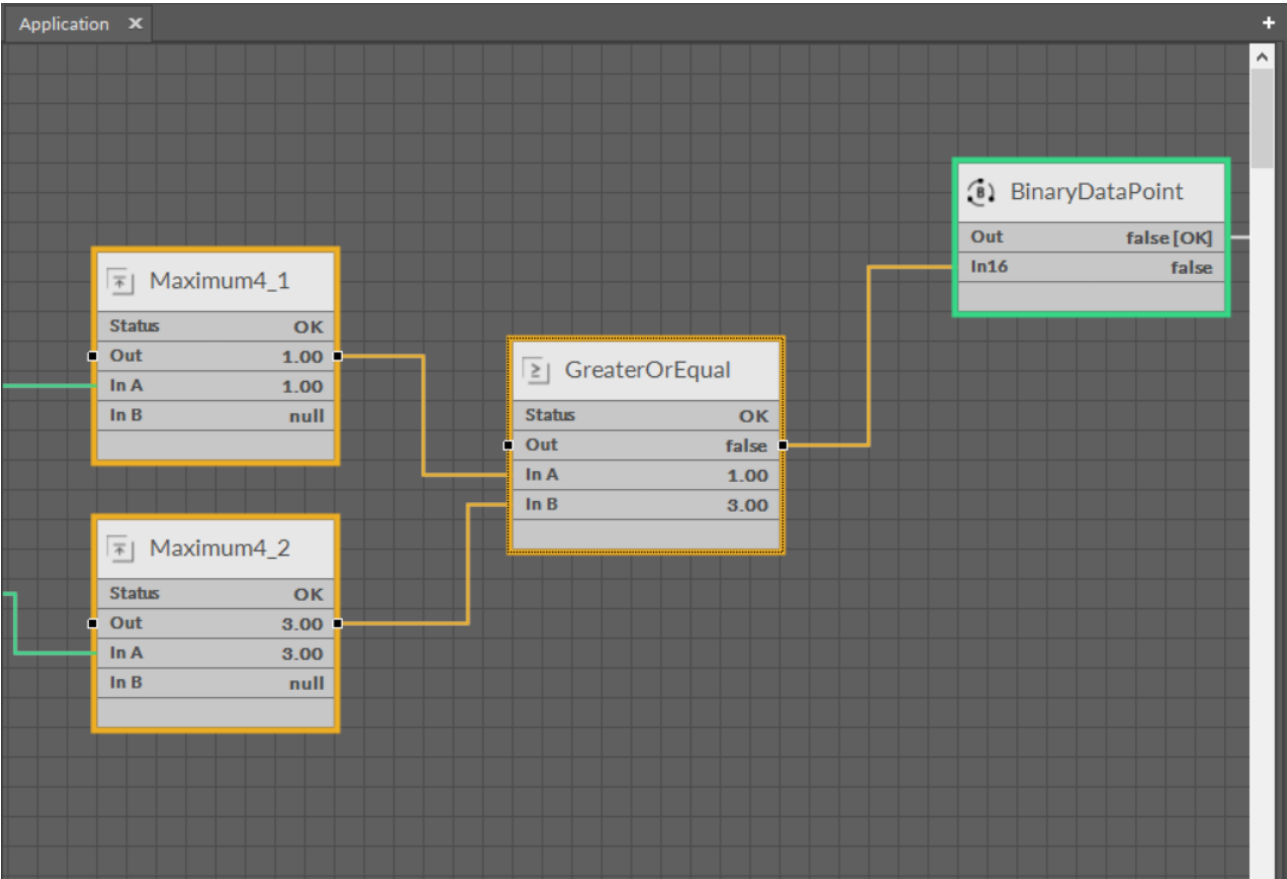 Application
BinaryDataPoint
Out false [OK]
In16 false
Maximum4_1
Status OK
Out 1.00
In A 1.00
In B null
GreaterOrEqual
Status OK
Out false
In A 1.00
In B 3.00
Maximum4_2
Status OK
Out 3.00
In A 3.00
In B null